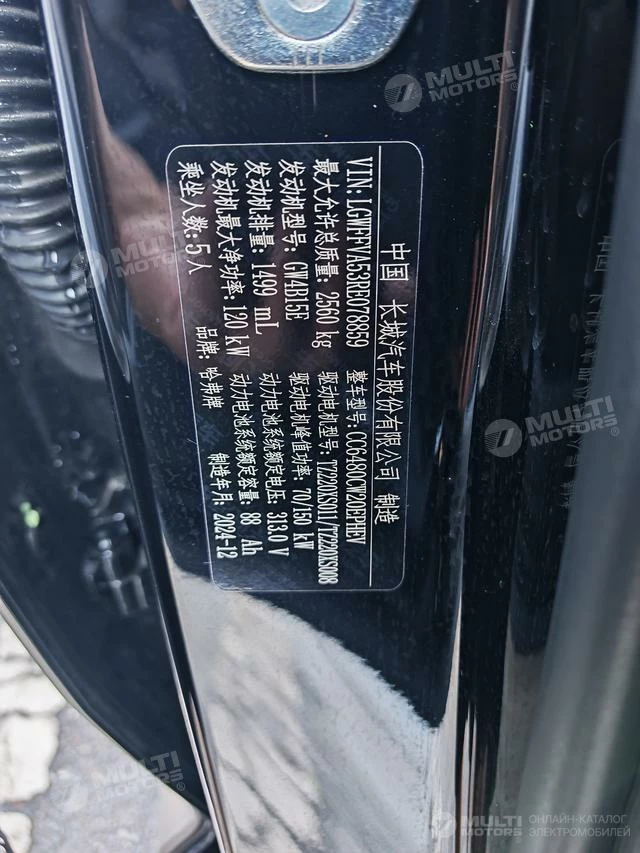 中国 长城汽车股份有限公司 制造
VIN: LGWFFVA53RB078859 整车型号: CC6480CW20EPHEV
最大允许总质量: 2560 kg 驱动电机型号: TZ220XS011/TZ220XS008
发动机型号: GW4B15E 驱动电机峰值功率: 70/150 kW
发动机排量: 1499 mL 动力电池系统额定电压: 313.0 V
发动机最大净功率: 120 kW 动力电池系统额定容量: 88 Ah
乘坐人数: 5人 品牌: 哈弗牌 制造年月: 2024-12
MULTI MOTORS
MULTI MOTORS
MULTI MOTORS
MULTI MOTORS
MULTI MOTORS ОНЛАЙН-КАТАЛОГ ЭЛЕКТРОМОБИЛЕЙ